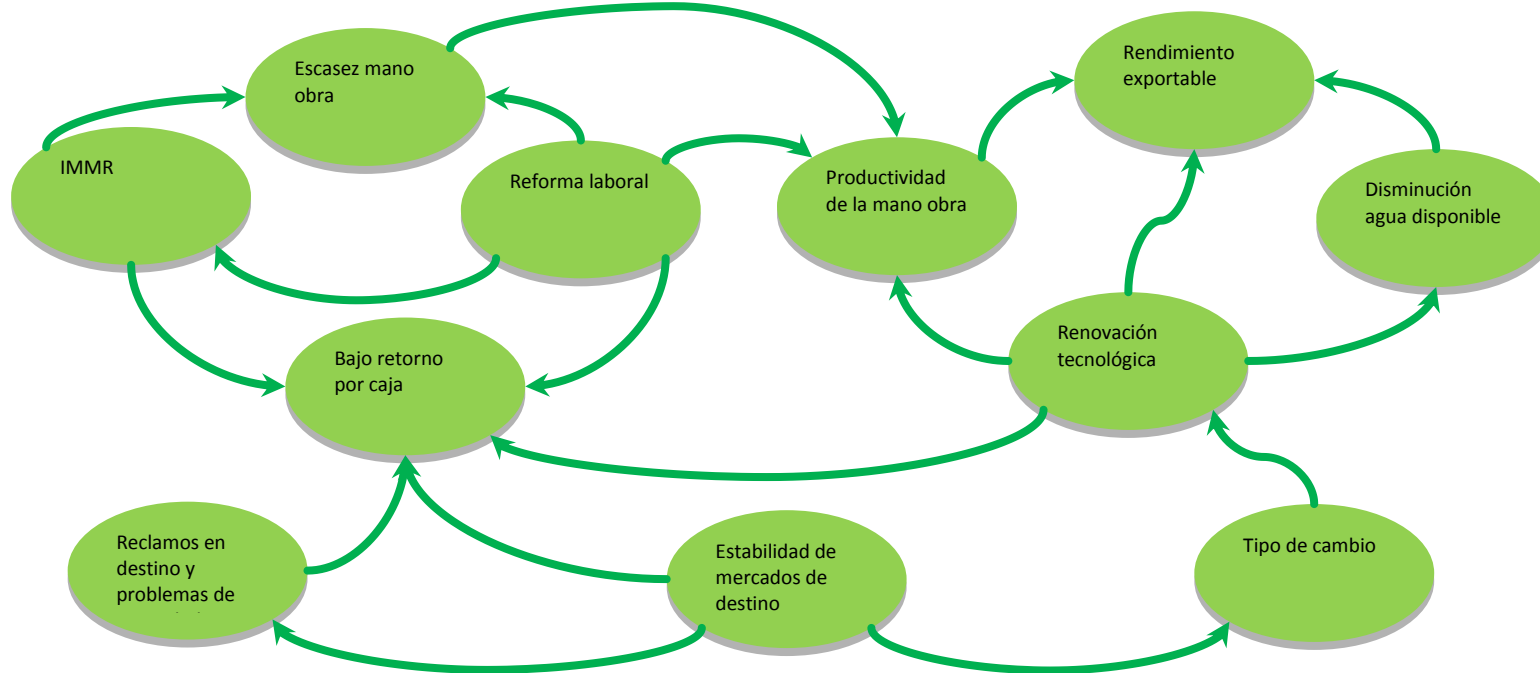 Escasez mano
obra
Rendimiento
exportable
IMMR
Reforma laboral
Productividad
de la mano obra
Disminución
agua disponible
Renovación
tecnológica
Bajo retorno
por caja
Reclamos en
destino y
problemas de
Estabilidad de
mercados de
destino
Tipo de cambio